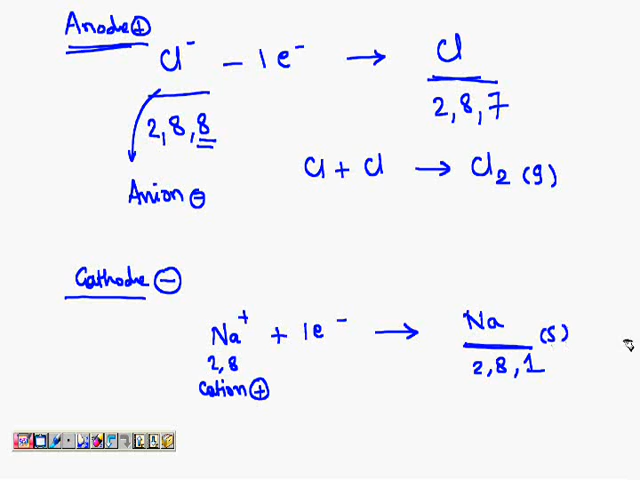 Anode ⊕
Cl⁻ – 1e⁻ → Cl
2,8,8
2,8,7
Anion ⊖
Cl + Cl → Cl₂ (g)
Cathode ⊖
Na⁺ + 1e⁻ → Na (s)
2,8
2,8,1
Cation ⊕